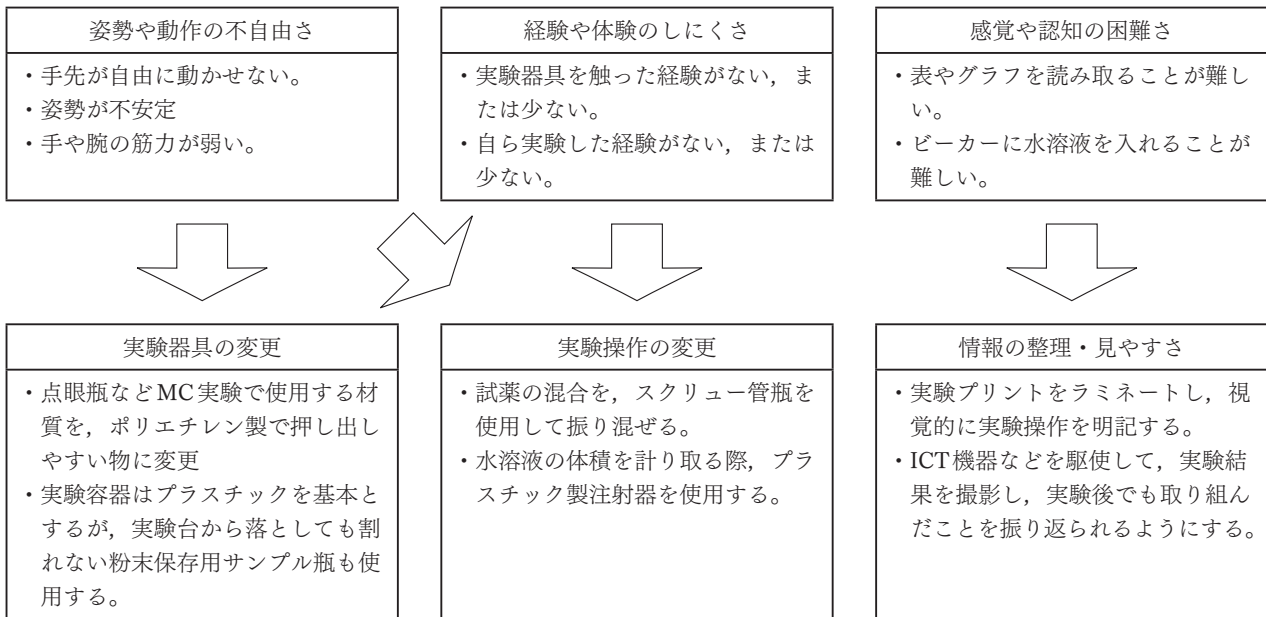 姿勢や動作の不自由さ
・手先が自由に動かせない。
・姿勢が不安定
・手や腕の筋力が弱い。
経験や体験のしにくさ
・実験器具を触った経験がない，ま
たは少ない。
・自ら実験した経験がない，または
少ない。
感覚や認知の困難さ
・表やグラフを読み取ることが難し
い。
・ビーカーに水溶液を入れることが
難しい。
実験器具の変更
・点眼瓶などMC実験で使用する材
質を，ポリエチレン製で押し出し
やすい物に変更
・実験容器はプラスチックを基本と
するが，実験台から落としても割
れない粉末保存用サンプル瓶も使
用する。
実験操作の変更
・試薬の混合を，スクリュー管瓶を
使用して振り混ぜる。
・水溶液の体積を計り取る際，プラ
スチック製注射器を使用する。
情報の整理・見やすさ
・実験プリントをラミネートし，視
覚的に実験操作を明記する。
・ICT機器などを駆使して，実験結
果を撮影し，実験後でも取り組ん
だことを振り返られるようにする。